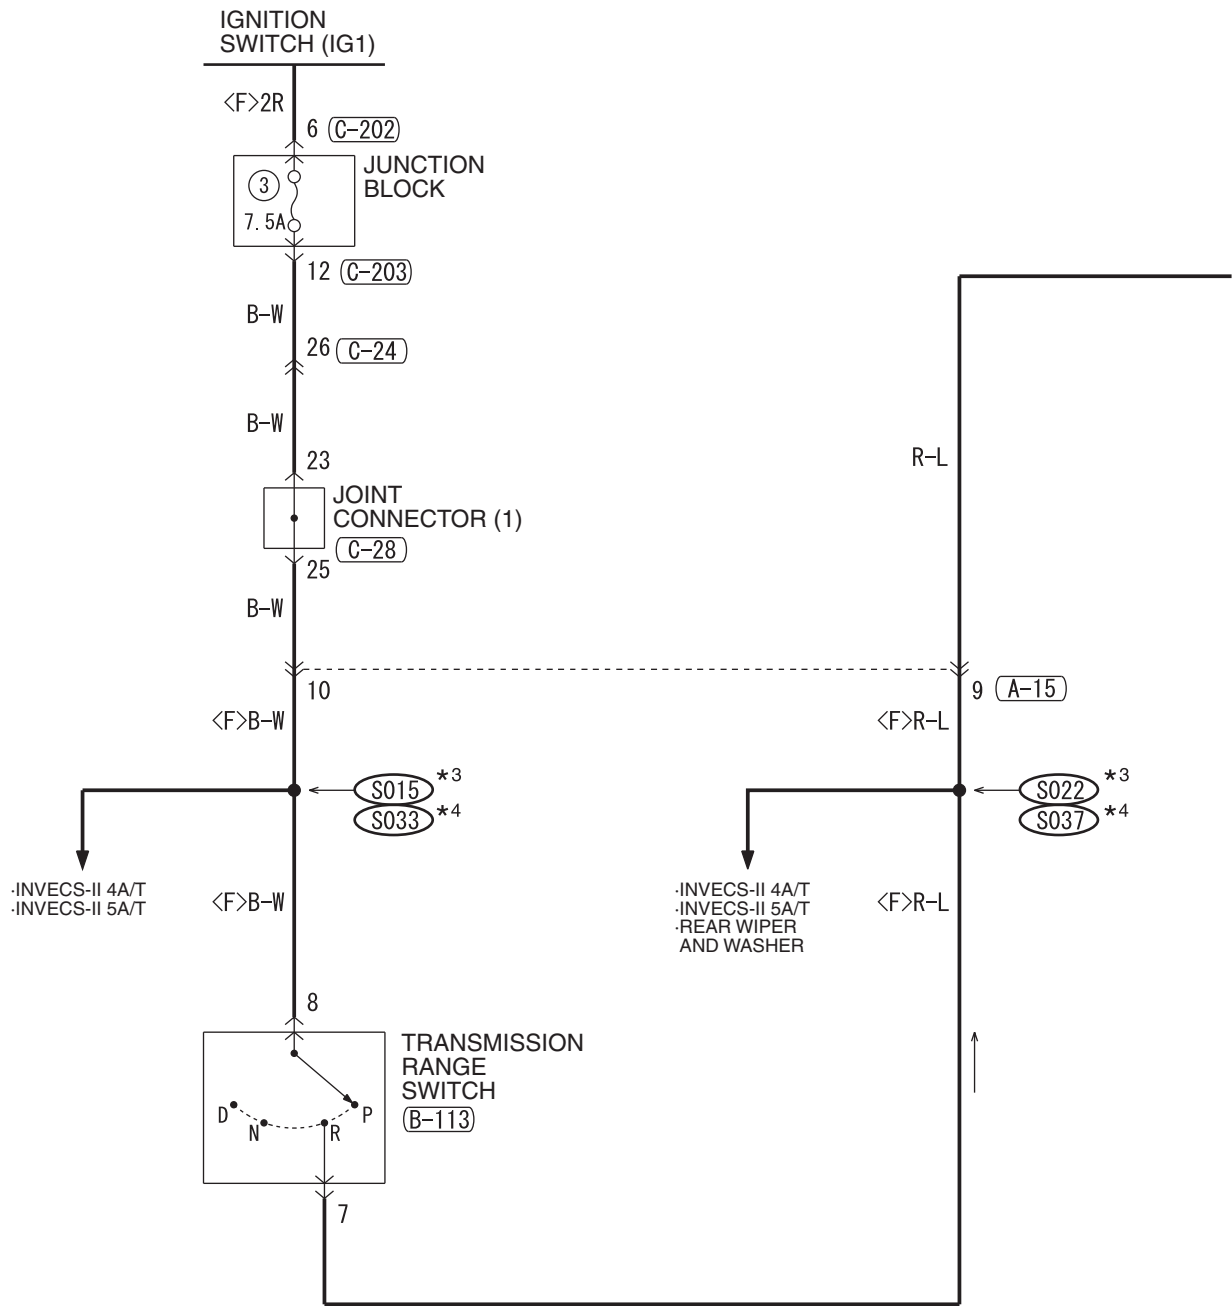 IGNITION
SWITCH (IG1)
<F>2R
6 C-202
JUNCTION
BLOCK
3
7.5A
12 C-203
B-W
26 C-24
B-W
23
JOINT
CONNECTOR (1)
C-28
25
B-W
R-L
10
9 A-15
<F>B-W
<F>R-L
S015 *3
S033 *4
S022 *3
S037 *4
·INVECS-II 4A/T
·INVECS-II 5A/T
<F>B-W
·INVECS-II 4A/T
·INVECS-II 5A/T
·REAR WIPER
AND WASHER
<F>R-L
8
TRANSMISSION
RANGE
SWITCH
B-113
D
N
R
P
7